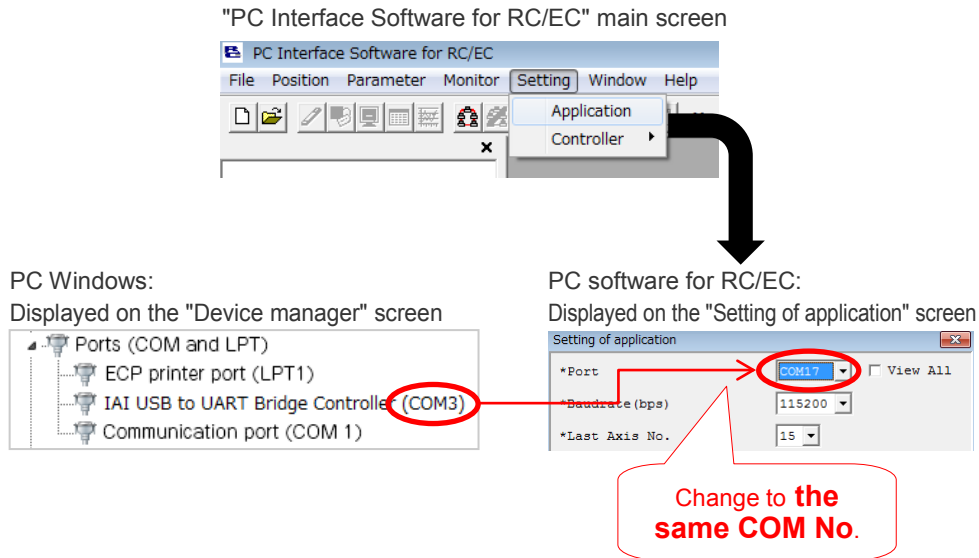 "PC Interface Software for RC/EC" main screen
PC Interface Software for RC/EC
File Position Parameter Monitor Setting Window Help
Application
Controller
PC Windows:
Displayed on the "Device manager" screen
Ports (COM and LPT)
ECP printer port (LPT1)
IAI USB to UART Bridge Controller (COM3)
Communication port (COM 1)
PC software for RC/EC:
Displayed on the "Setting of application" screen
Setting of application
*Port COM17 View All
*Baudrate(bps) 115200
*Last Axis No. 15
Change to the
same COM No.